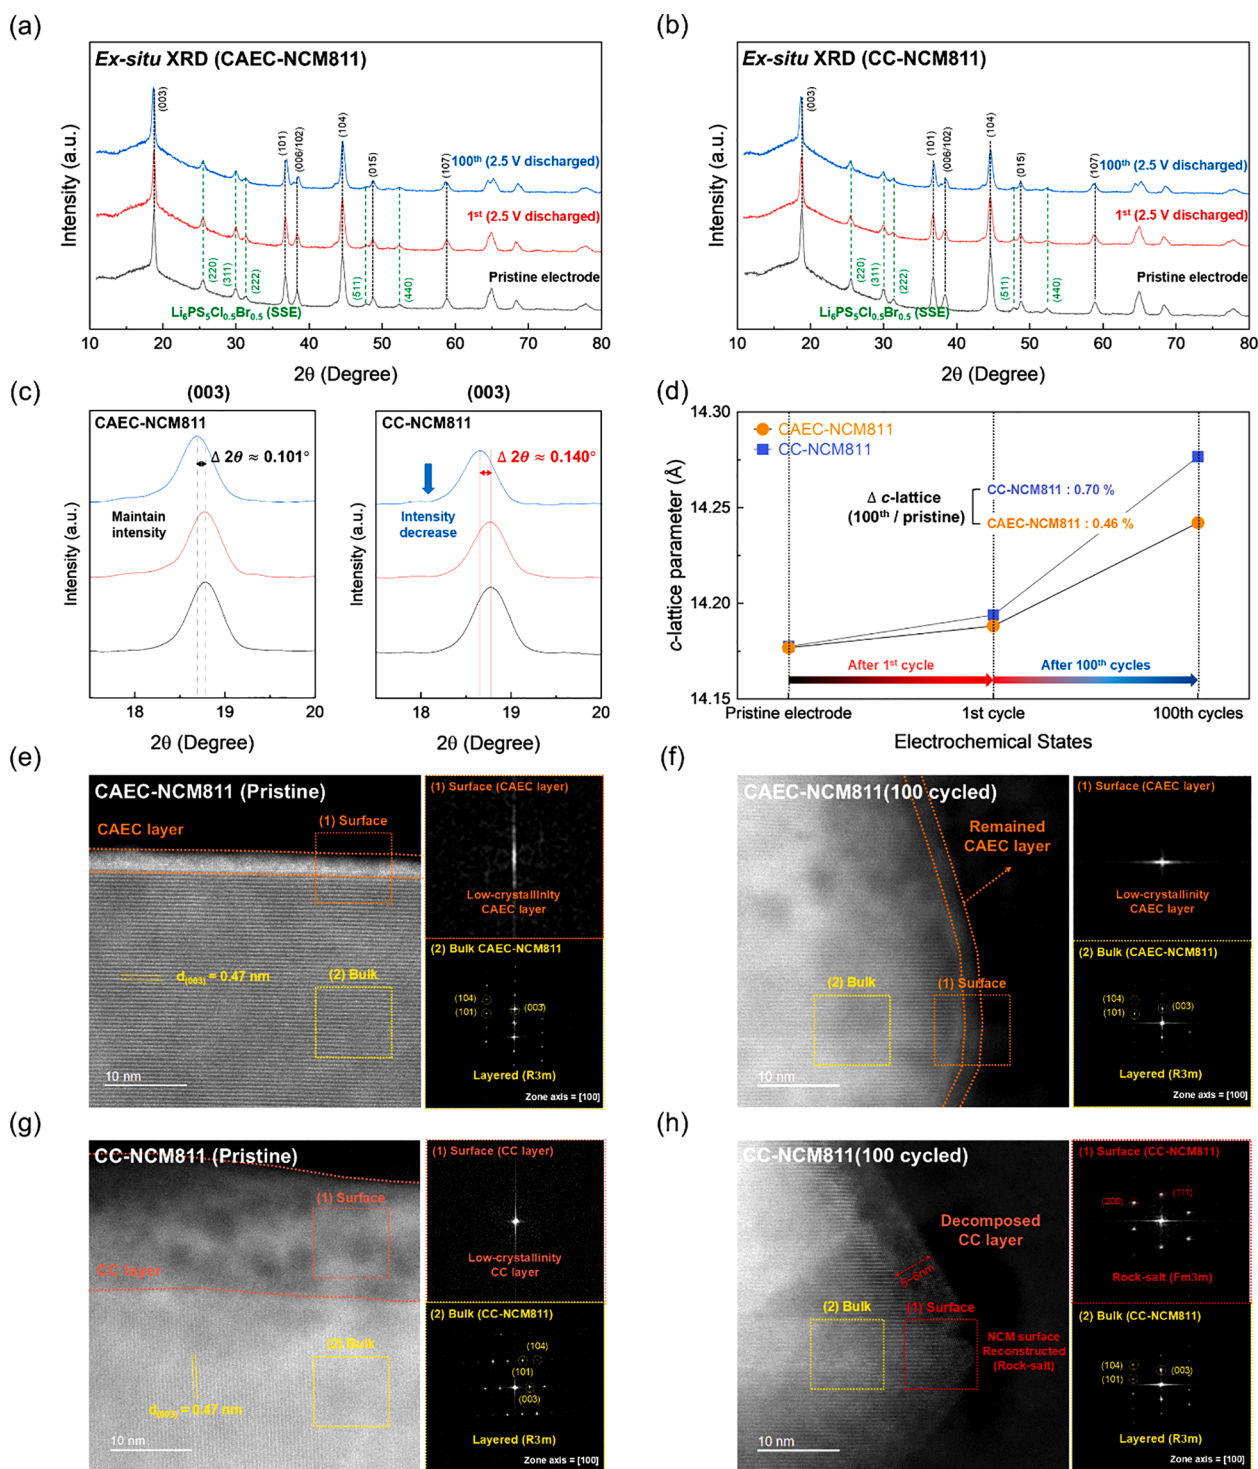 (a)
Ex-situ XRD (CAEC-NCM811)
Intensity (a.u.)
(003)
(101)
(006/102)
(104)
(015)
(107)
100th (2.5 V discharged)
1st (2.5 V discharged)
Pristine electrode
(220)
(311)
(222)
(511)
(440)
Li6PS5Cl0.5Br0.5 (SSE)
10 20 30 40 50 60 70 80
2θ (Degree)
(b)
Ex-situ XRD (CC-NCM811)
Intensity (a.u.)
(003)
(101)
(006/102)
(104)
(015)
(107)
100th (2.5 V discharged)
1st (2.5 V discharged)
Pristine electrode
(220)
(311)
(222)
(511)
(440)
Li6PS5Cl0.5Br0.5 (SSE)
10 20 30 40 50 60 70 80
2θ (Degree)
(c)
(003)
CAEC-NCM811
Δ 2θ ≈ 0.101°
Maintain
intensity
Intensity (a.u.)
18 19 20
2θ (Degree)
(003)
CC-NCM811
Δ 2θ ≈ 0.140°
Intensity
decrease
Intensity (a.u.)
18 19 20
2θ (Degree)
(d)
14.30
14.25
14.20
14.15
c-lattice parameter (Å)
CAEC-NCM811
CC-NCM811
Δ c-lattice
(100th / pristine)
CC-NCM811 : 0.70 %
CAEC-NCM811 : 0.46 %
After 1st cycle
After 100th cycles
Pristine electrode
1st cycle
100th cycles
Electrochemical States
(e)
CAEC-NCM811 (Pristine)
CAEC layer
(1) Surface
d(003) = 0.47 nm
(2) Bulk
10 nm
(1) Surface (CAEC layer)
Low-crystallinity
CAEC layer
(2) Bulk CAEC-NCM811
(104)
(101)
(003)
Layered (R3m)
Zone axis = [100]
(f)
CAEC-NCM811(100 cycled)
Remained
CAEC layer
(2) Bulk
(1) Surface
10 nm
(1) Surface (CAEC layer)
Low-crystallinity
CAEC layer
(2) Bulk (CAEC-NCM811)
(104)
(101)
(003)
Layered (R3m)
Zone axis = [100]
(g)
CC-NCM811 (Pristine)
(1) Surface
CC layer
(2) Bulk
d(003) = 0.47 nm
10 nm
(1) Surface (CC layer)
Low-crystallinity
CC layer
(2) Bulk (CC-NCM811)
(104)
(101)
(003)
Layered (R3m)
Zone axis = [100]
(h)
CC-NCM811(100 cycled)
Decomposed
CC layer
5~6nm
(2) Bulk
(1) Surface
NCM surface
Reconstructed
(Rock-salt)
10 nm
(1) Surface (CC-NCM811)
(200)
(111)
Rock-salt (Fm3m)
(2) Bulk (CC-NCM811)
(104)
(101)
(003)
Layered (R3m)
Zone axis = [100]